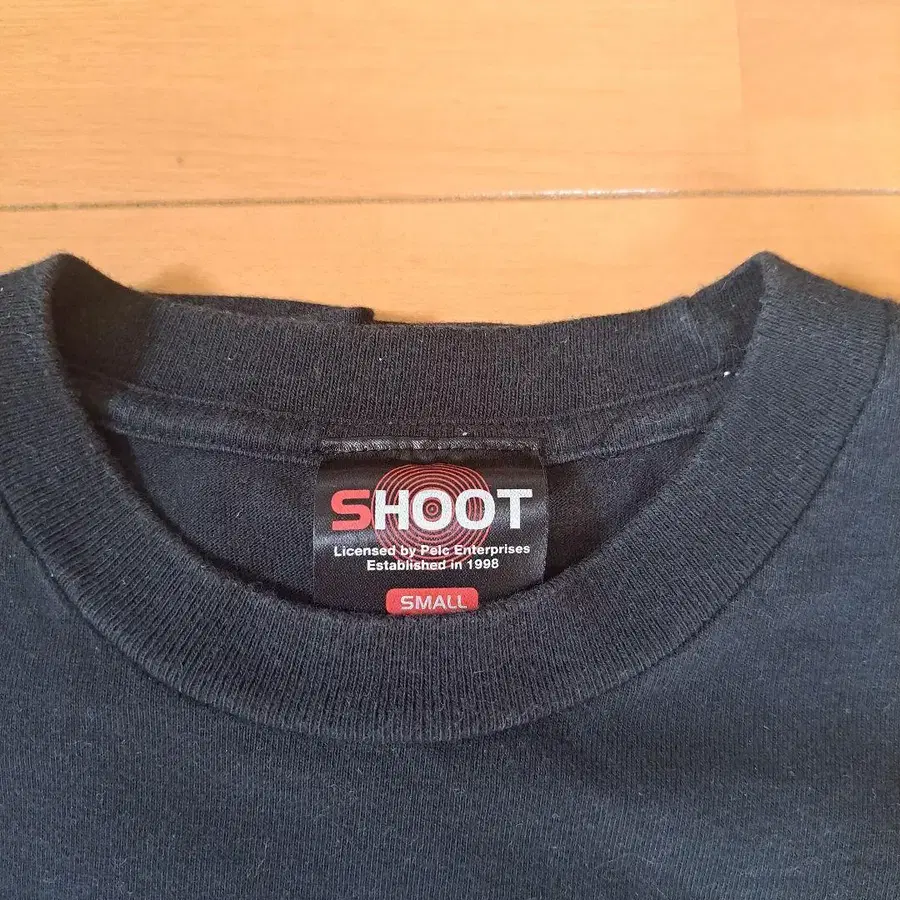 SHOOT
Licensed by Pelc Enterprises
Established in 1998
SMALL